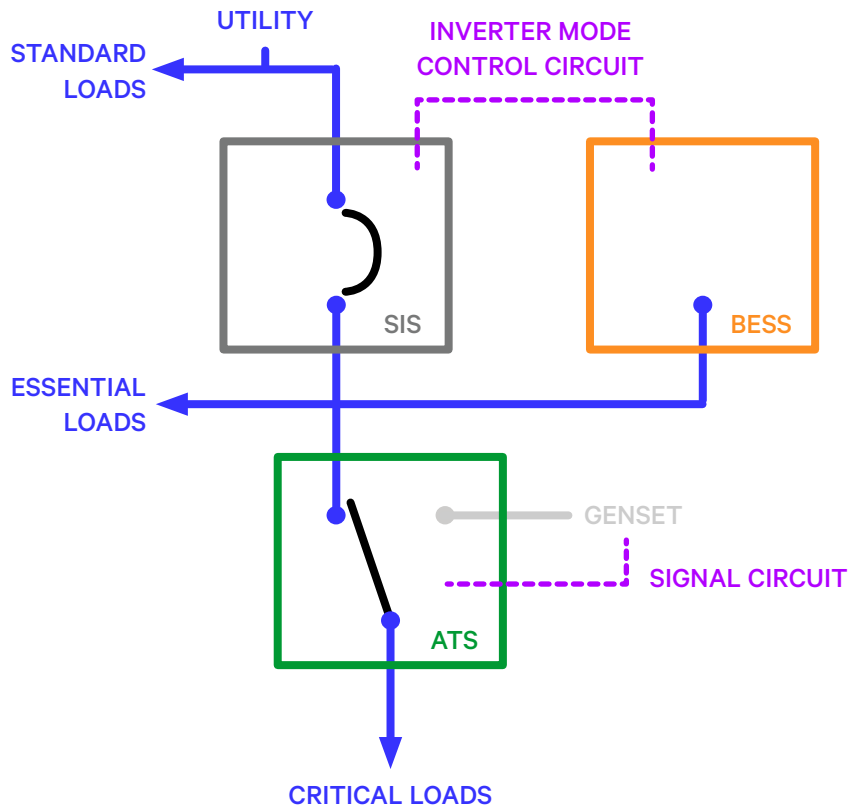 UTILITY
STANDARD
LOADS
INVERTER MODE
CONTROL CIRCUIT
SIS
BESS
ESSENTIAL
LOADS
GENSET
SIGNAL CIRCUIT
ATS
CRITICAL LOADS